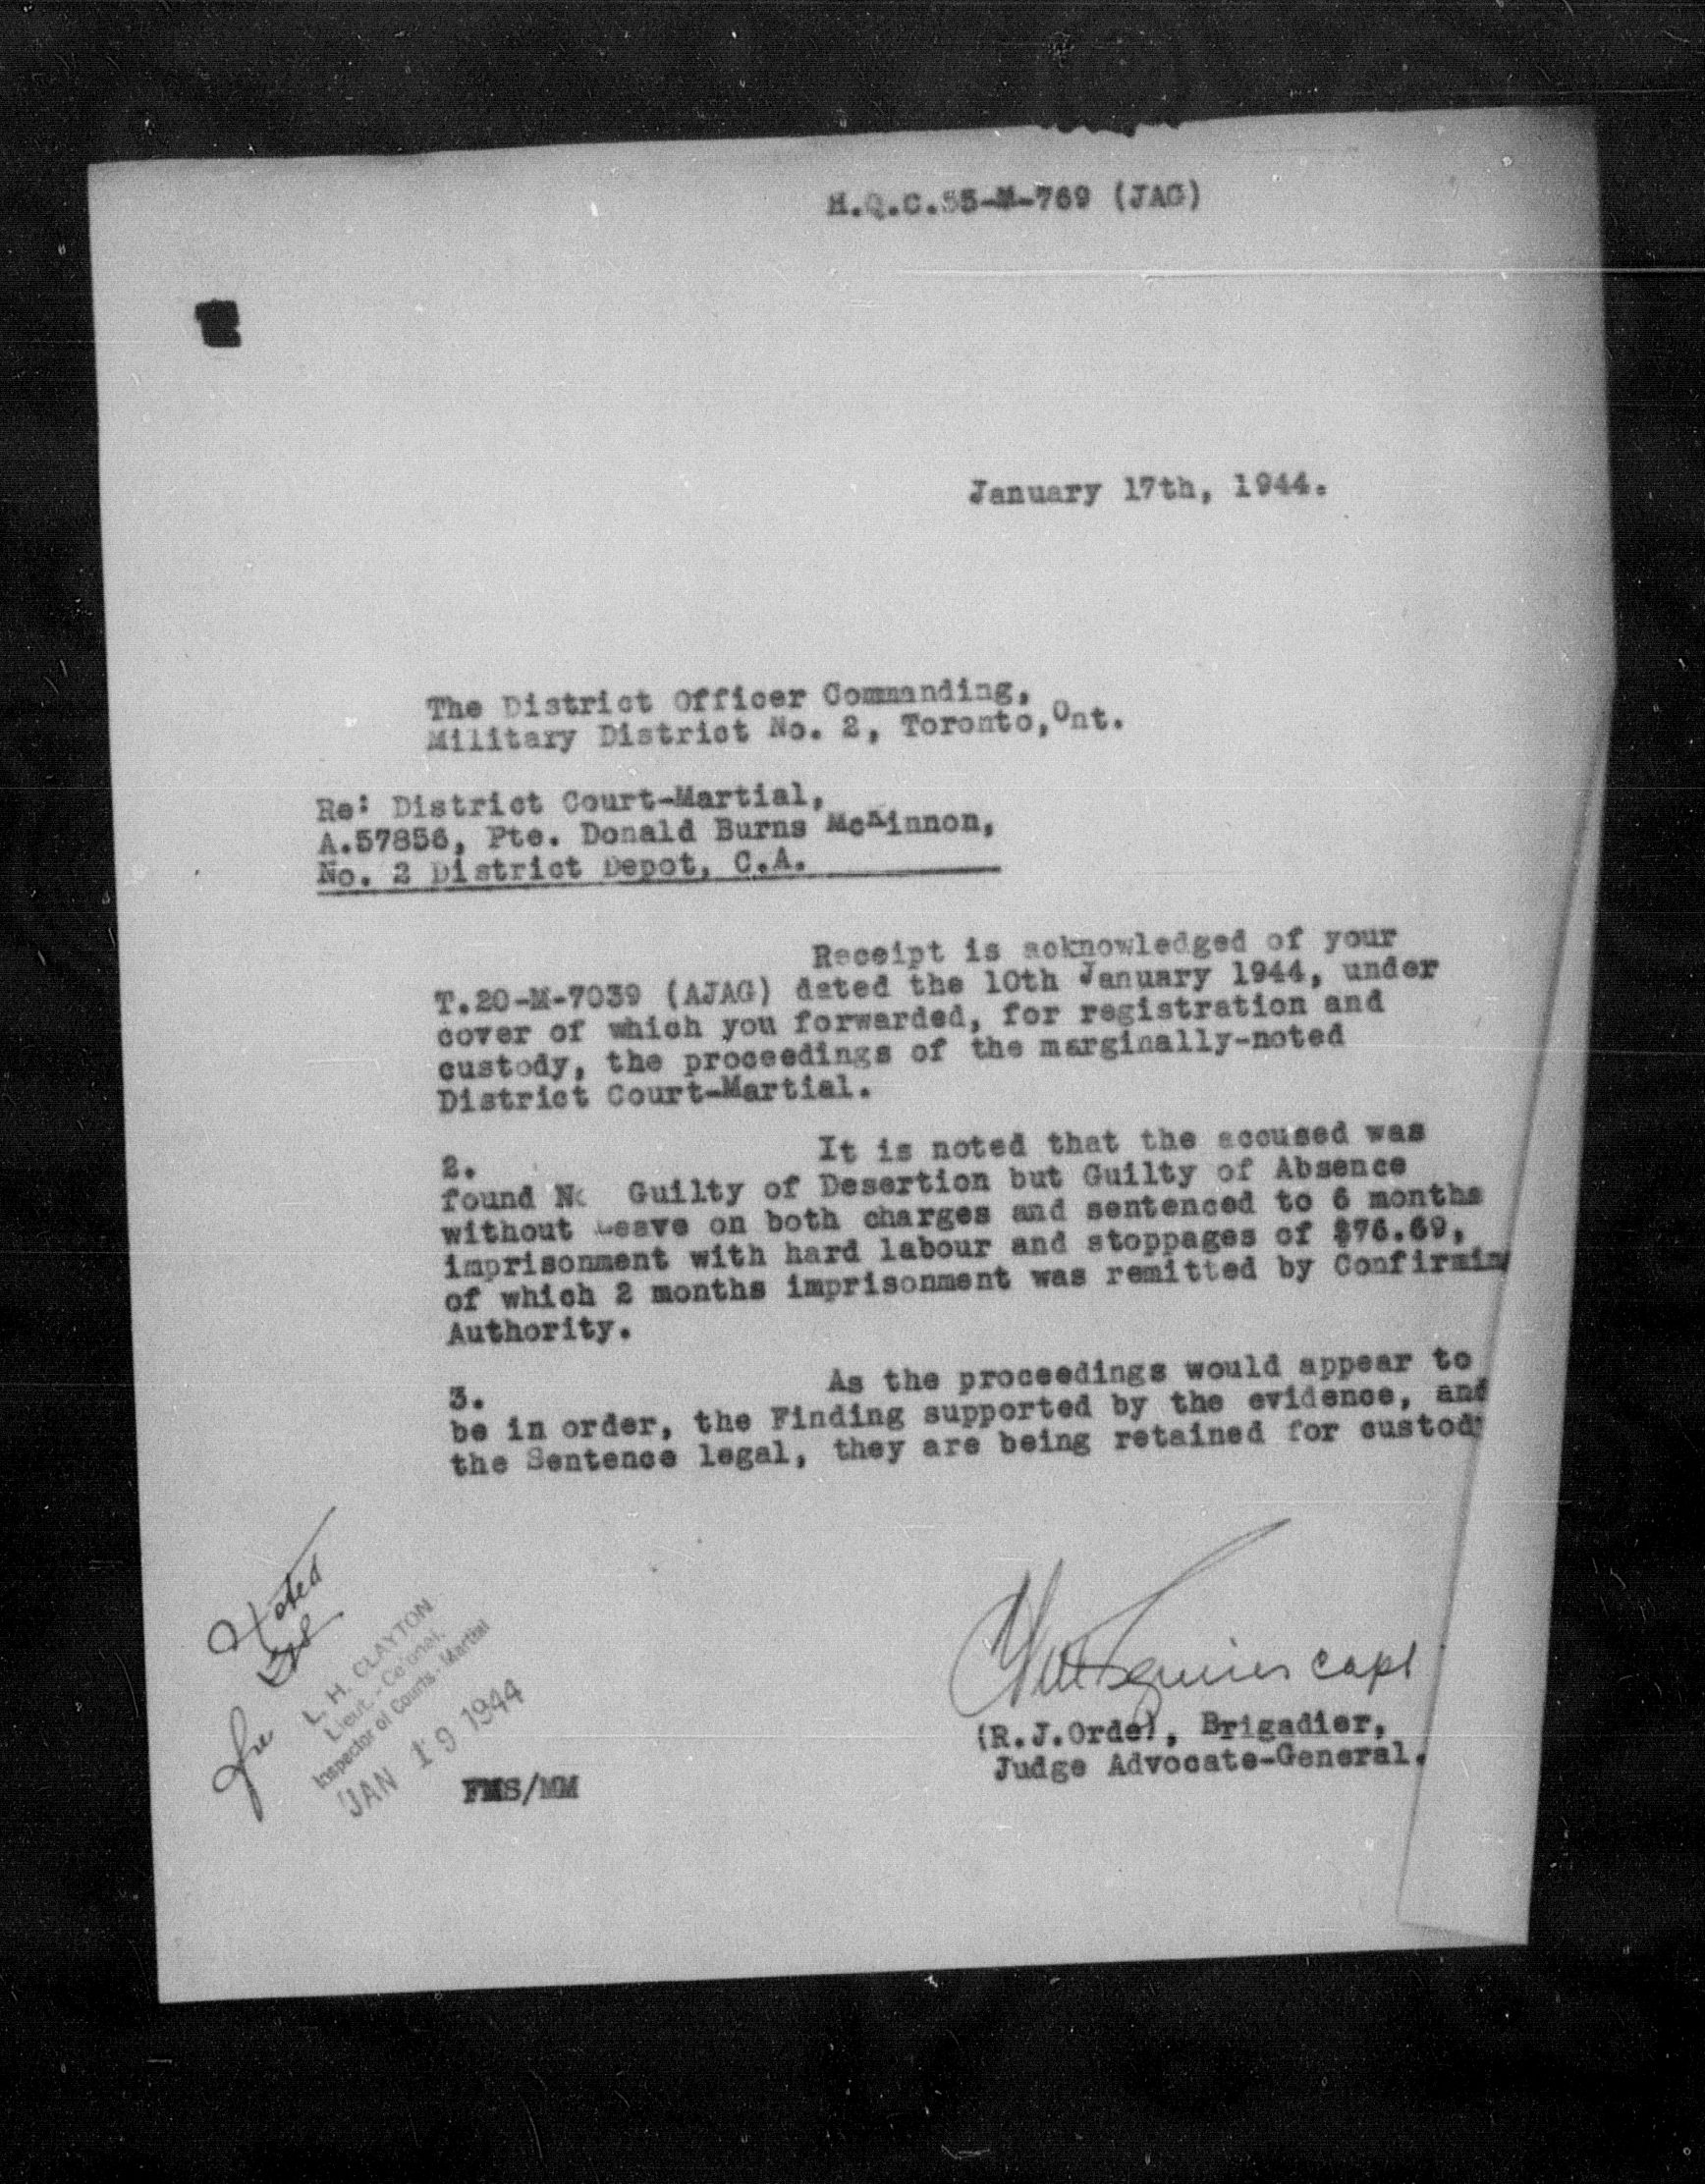 H.Q.C.55-M-769 (JAG)
January 17th, 1944.
The District Officer Commanding,
Military District No. 2, Toronto, Ont.
Re: District Court-Martial,
A.57856, Pte. Donald Burns McKinnon,
No. 2 District Depot, C.A.
Receipt is acknowledged of your
T.20-M-7039 (AJAG) dated the 10th January 1944, under
cover of which you forwarded, for registration and
custody, the proceedings of the marginally-noted
District Court-Martial.
2. It is noted that the accused was
found No Guilty of Desertion but Guilty of Absence
without Leave on both charges and sentenced to 6 months
imprisonment with hard labour and stoppages of $76.69,
of which 2 months imprisonment was remitted by Confirmin
Authority.
3. As the proceedings would appear to
be in order, the Finding supported by the evidence, and
the Sentence legal, they are being retained for custody
Noted
for
L. H. CLAYTON
Lieut.-Colonel,
Inspector of Courts-Martial
JAN 19 1944
Capt
(R.J.Orde), Brigadier,
Judge Advocate-General.
FMS/MM